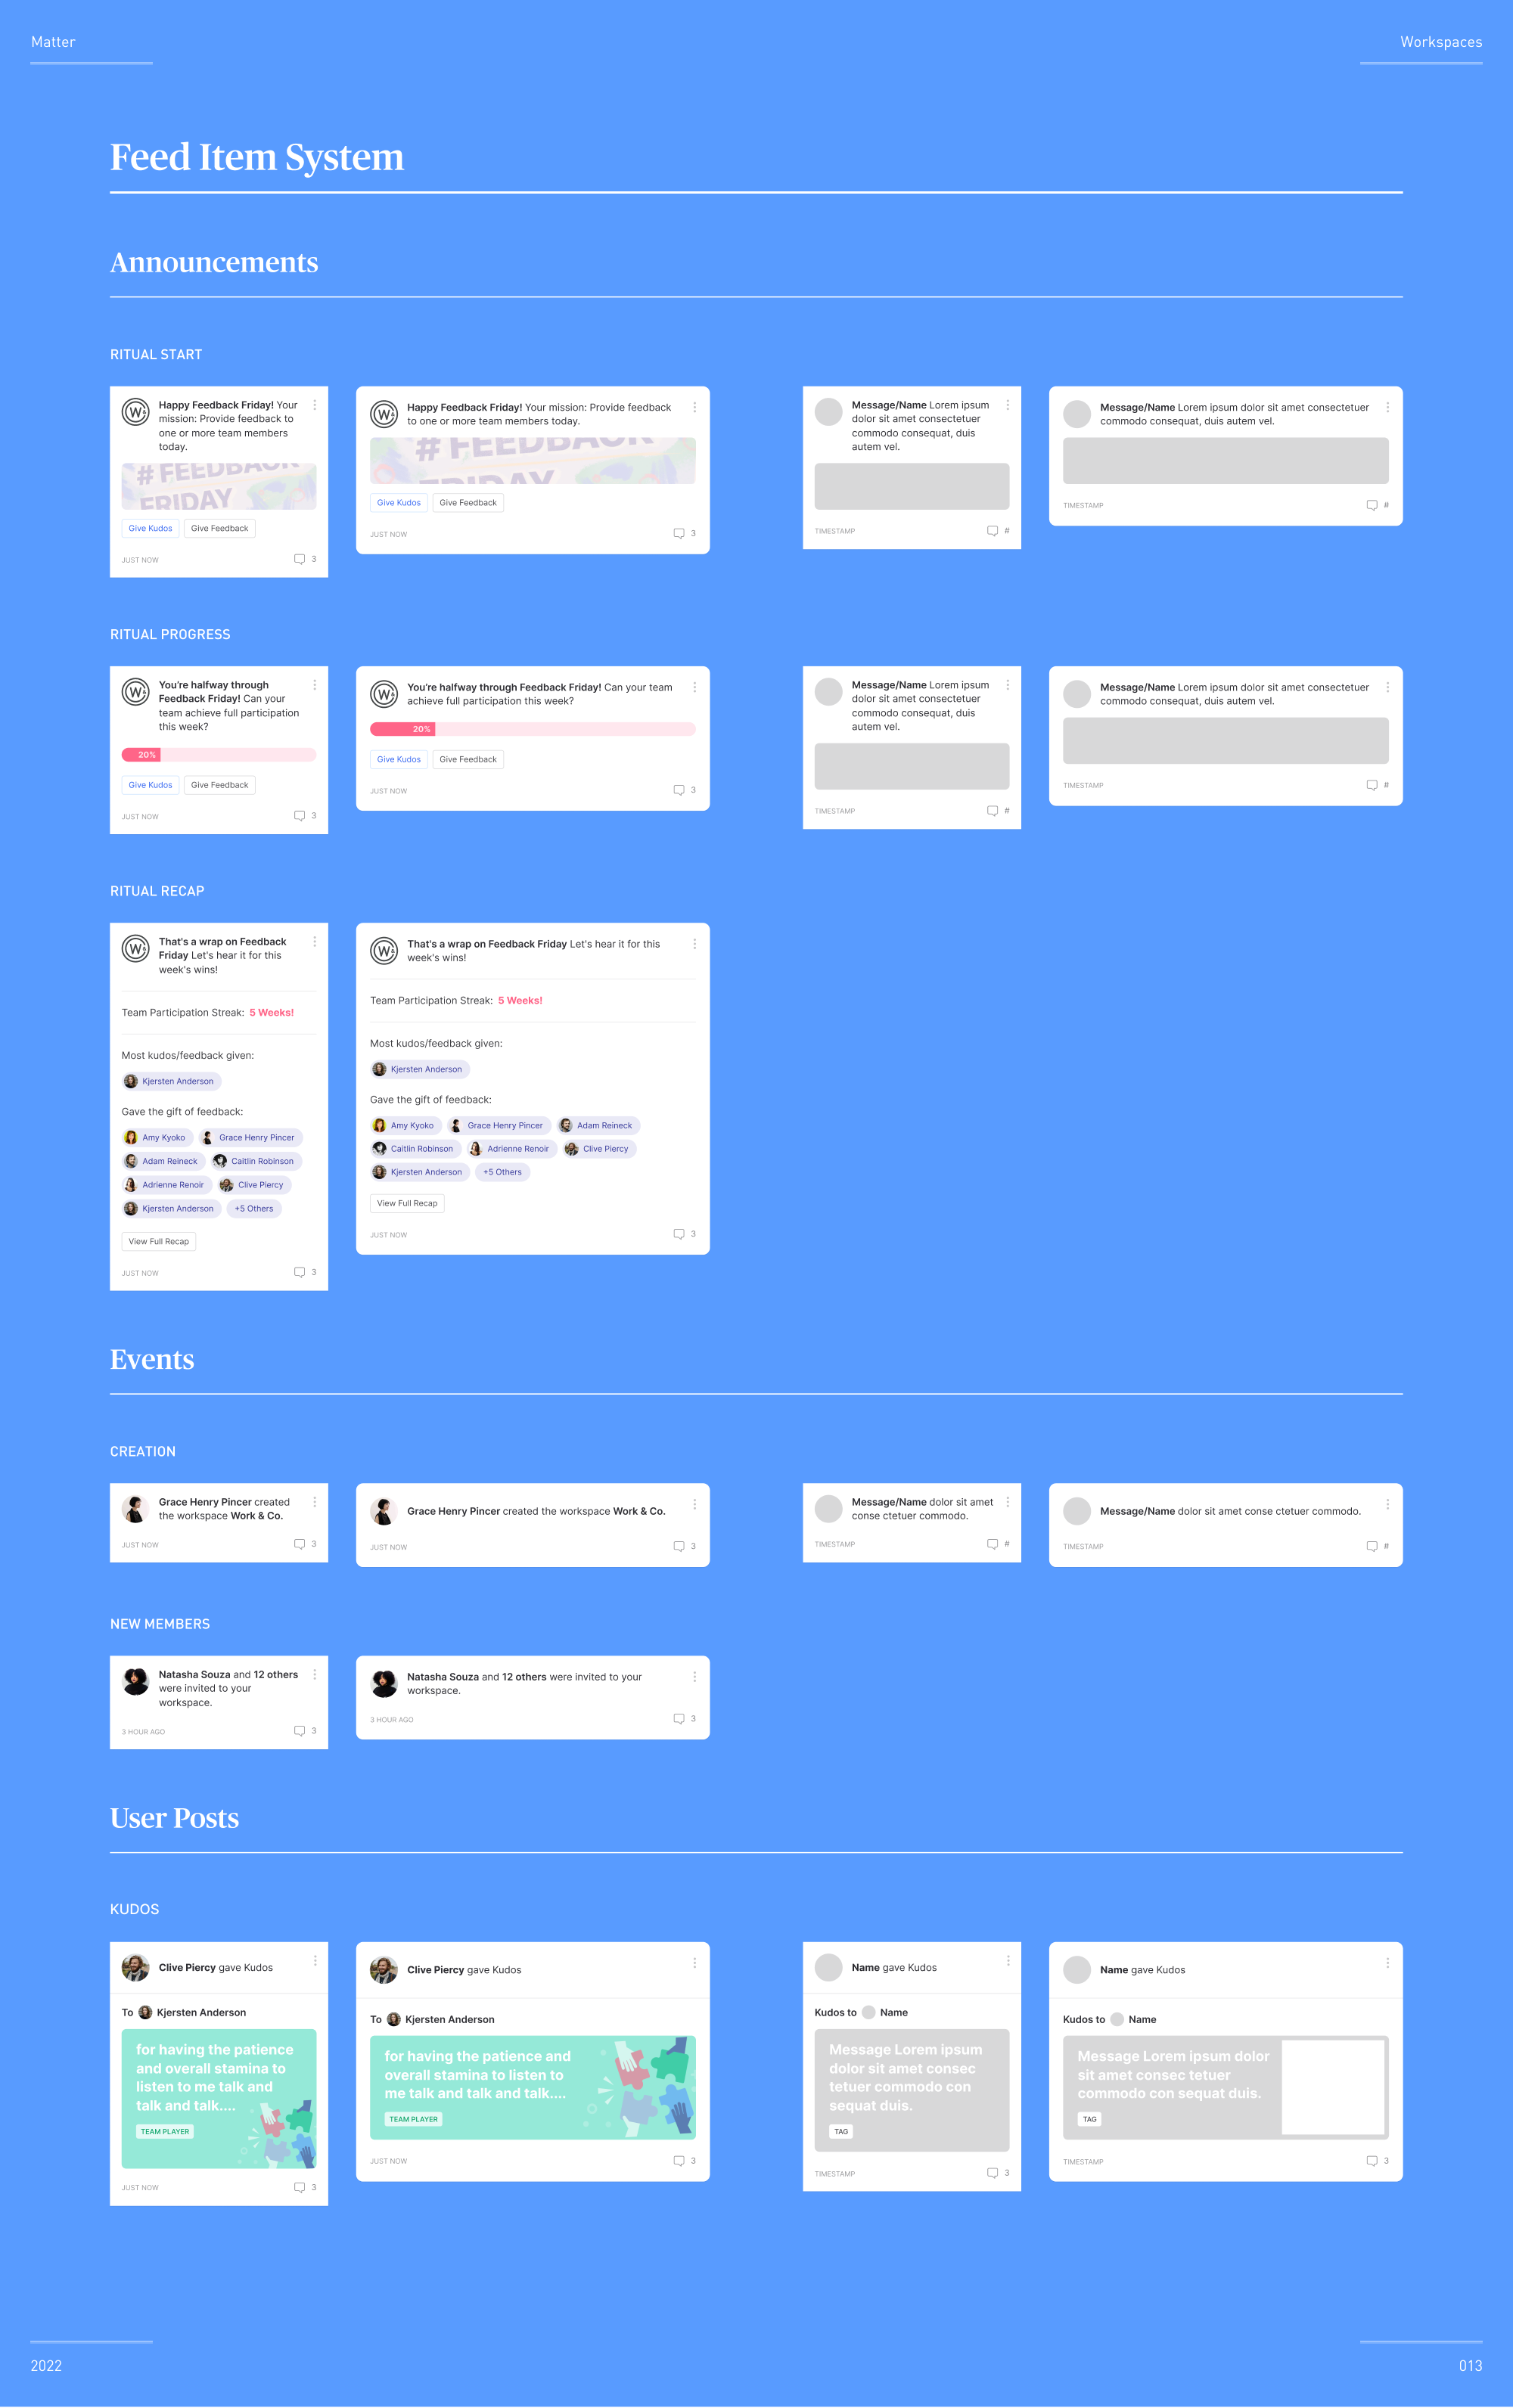 Matter
Workspaces
Feed Item System
Announcements
RITUAL START
Happy Feedback Friday! Your
mission: Provide feedback to
one or more team members
today.
# FEEDBACK
FRIDAY
Give Kudos
Give Feedback
JUST NOW
3
Happy Feedback Friday! Your mission: Provide feedback
to one or more team members today.
# FEEDBACK
FRIDAY
Give Kudos
Give Feedback
JUST NOW
3
Message/Name Lorem ipsum
dolor sit amet consectetuer
commodo consequat, duis
autem vel.
TIMESTAMP
#
Message/Name Lorem ipsum dolor sit amet consectetuer
commodo consequat, duis autem vel.
TIMESTAMP
#
RITUAL PROGRESS
You're halfway through
Feedback Friday! Can your
team achieve full participation
this week?
20%
Give Kudos
Give Feedback
JUST NOW
3
You're halfway through Feedback Friday! Can your team
achieve full participation this week?
20%
Give Kudos
Give Feedback
JUST NOW
3
Message/Name Lorem ipsum
dolor sit amet consectetuer
commodo consequat, duis
autem vel.
TIMESTAMP
#
Message/Name Lorem ipsum dolor sit amet consectetuer
commodo consequat, duis autem vel.
TIMESTAMP
#
RITUAL RECAP
That's a wrap on Feedback
Friday Let's hear it for this
week's wins!
Team Participation Streak: 5 Weeks!
Most kudos/feedback given:
Kjersten Anderson
Gave the gift of feedback:
Amy Kyoko
Grace Henry Pincer
Adam Reineck
Caitlin Robinson
Adrienne Renoir
Clive Piercy
Kjersten Anderson
+5 Others
View Full Recap
JUST NOW
3
That's a wrap on Feedback Friday Let's hear it for this
week's wins!
Team Participation Streak: 5 Weeks!
Most kudos/feedback given:
Kjersten Anderson
Gave the gift of feedback:
Amy Kyoko
Grace Henry Pincer
Adam Reineck
Caitlin Robinson
Adrienne Renoir
Clive Piercy
Kjersten Anderson
+5 Others
View Full Recap
JUST NOW
3
Events
CREATION
Grace Henry Pincer created
the workspace Work & Co.
JUST NOW
3
Grace Henry Pincer created the workspace Work & Co.
JUST NOW
3
Message/Name dolor sit amet
conse ctetuer commodo.
TIMESTAMP
#
Message/Name dolor sit amet conse ctetuer commodo.
TIMESTAMP
#
NEW MEMBERS
Natasha Souza and 12 others
were invited to your
workspace.
3 HOUR AGO
3
Natasha Souza and 12 others were invited to your
workspace.
3 HOUR AGO
3
User Posts
KUDOS
Clive Piercy gave Kudos
To Kjersten Anderson
for having the patience
and overall stamina to
listen to me talk and
talk and talk....
TEAM PLAYER
JUST NOW
3
Clive Piercy gave Kudos
To Kjersten Anderson
for having the patience and
overall stamina to listen to
me talk and talk and talk....
TEAM PLAYER
JUST NOW
3
Name gave Kudos
Kudos to Name
Message Lorem ipsum
dolor sit amet consec
tetuer commodo con
sequat duis.
TAG
TIMESTAMP
3
Name gave Kudos
Kudos to Name
Message Lorem ipsum dolor
sit amet consec tetuer
commodo con sequat duis.
TAG
TIMESTAMP
3
2022
013